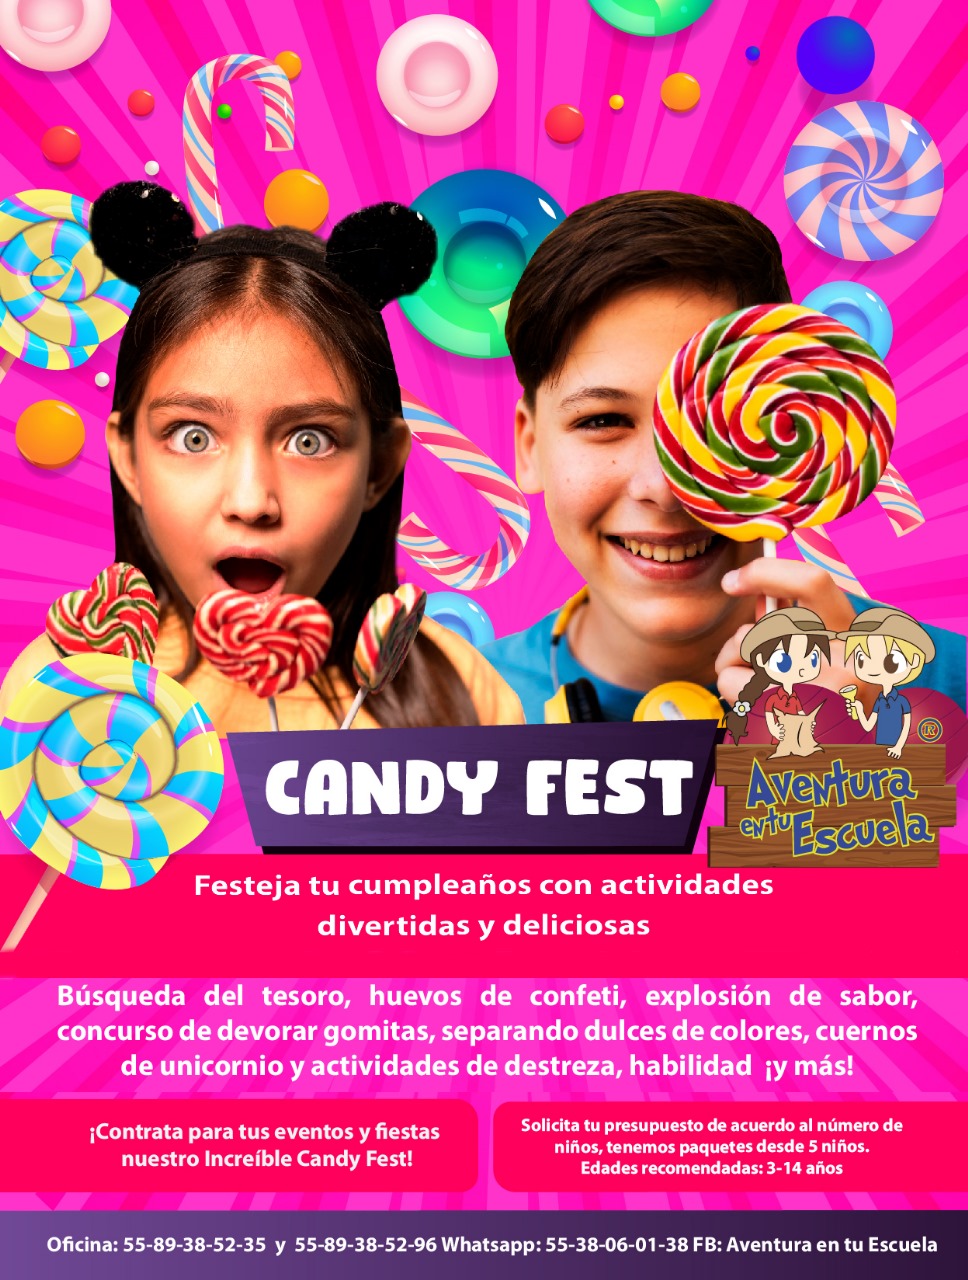 CANDY FEST
®
Aventura
en tu
Escuela
Festeja tu cumpleaños con actividades
divertidas y deliciosas
Búsqueda del tesoro, huevos de confeti, explosión de sabor,
concurso de devorar gomitas, separando dulces de colores, cuernos
de unicornio y actividades de destreza, habilidad ¡y más!
¡Contrata para tus eventos y fiestas
nuestro Increíble Candy Fest!
Solicita tu presupuesto de acuerdo al número de
niños, tenemos paquetes desde 5 niños.
Edades recomendadas: 3-14 años
Oficina: 55-89-38-52-35 y 55-89-38-52-96 Whatsapp: 55-38-06-01-38 FB: Aventura en tu Escuela